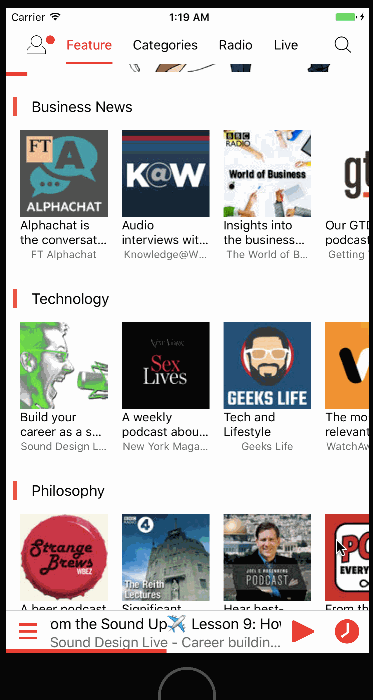 Carrier 1:19 AM
Feature Categories Radio Live
Business News
FT
A
ALPHACHAT
K@W
BBC
RADIO
World of Business
gt
Alphachat is
the conversat...
FT Alphachat
Audio
interviews wit...
Knowledge@W...
Insights into
the business...
The World of B...
Our GTD
podcast
Getting
Technology
NEW YORK
Sex
Lives
GEEKS LIFE
Build your
career as a s...
Sound Design L...
A weekly
podcast abou...
New York Maga...
Tech and
Lifestyle
Geeks Life
The mo
relevant
WatchAw
Philosophy
Strange
Brews
WBEZ
BBC RADIO
4
The Reith
Lectures
JOEL C. ROSENBERG
PODCAST
PO
EVERY
A beer podcast
Significant
Hear best-
From th
om the Sound Up✈️ Lesson 9: How
Sound Design Live - Career buildin...